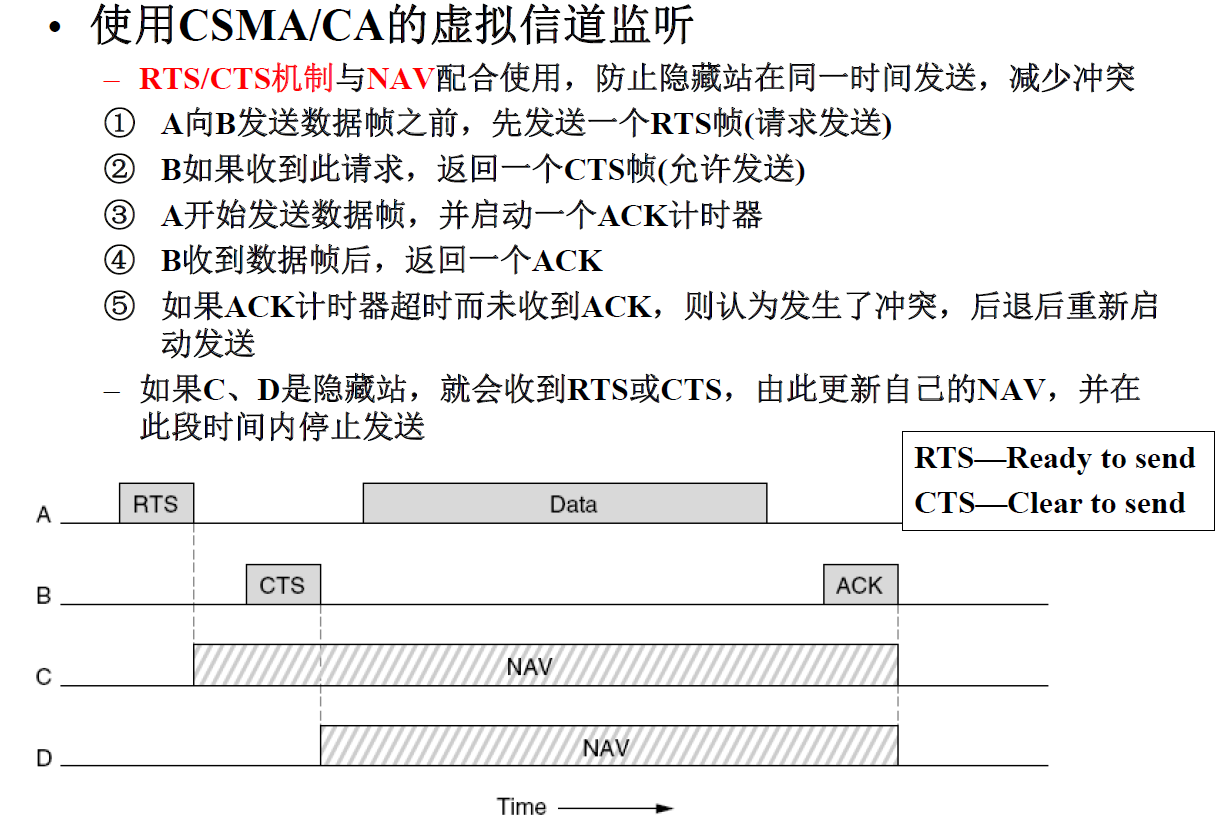 • 使用CSMA/CA的虚拟信道监听
– RTS/CTS机制与NAV配合使用，防止隐藏站在同一时间发送，减少冲突
① A向B发送数据帧之前，先发送一个RTS帧(请求发送)
② B如果收到此请求，返回一个CTS帧(允许发送)
③ A开始发送数据帧，并启动一个ACK计时器
④ B收到数据帧后，返回一个ACK
⑤ 如果ACK计时器超时而未收到ACK，则认为发生了冲突，后退后重新启
动发送
– 如果C、D是隐藏站，就会收到RTS或CTS，由此更新自己的NAV，并在
此段时间内停止发送
RTS—Ready to send
CTS—Clear to send
A RTS Data
B CTS ACK
C NAV
D NAV
Time